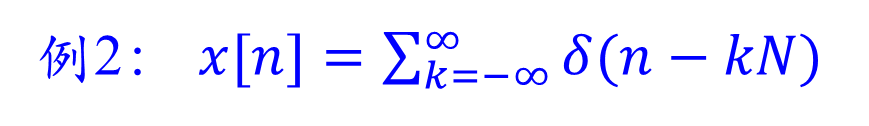 例2: x[n] = ∑_{k=−∞}^{∞} δ(n − kN)